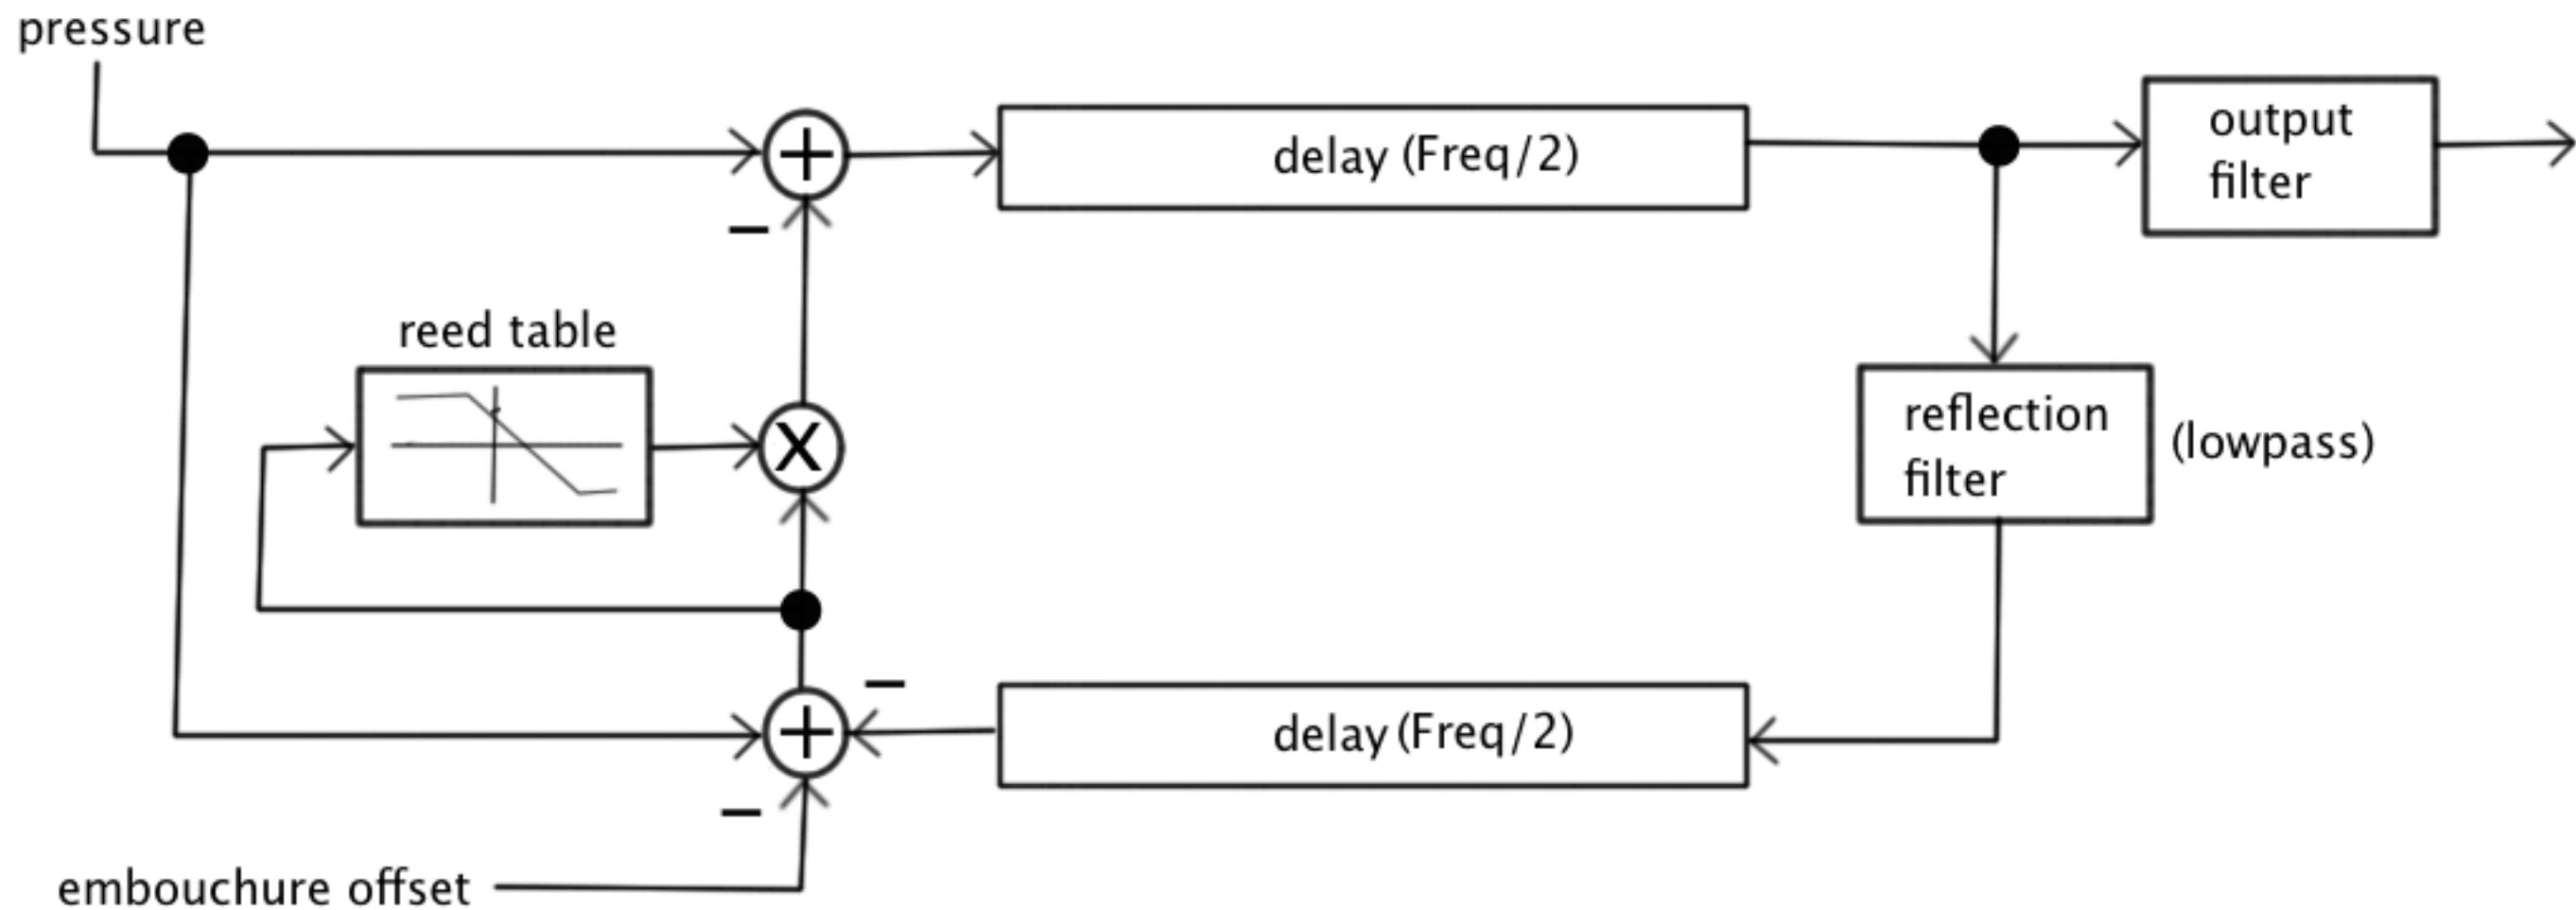 pressure
+
delay (Freq/2)
output
filter
−
reed table
X
reflection
filter
(lowpass)
−
+
delay (Freq/2)
−
embouchure offset